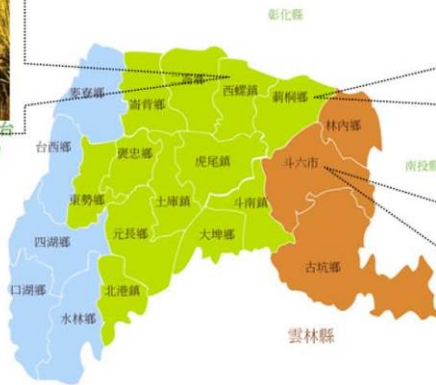 彰化縣
麥寮鄉
崙背鄉
西螺鎮
莿桐鄉
林內鄉
台
台西鄉
褒忠鄉
虎尾鎮
斗六市
南投縣
東勢鄉
土庫鎮
斗南鎮
四湖鄉
元長鄉
大埤鄉
古坑鄉
口湖鄉
北港鎮
水林鄉
雲林縣